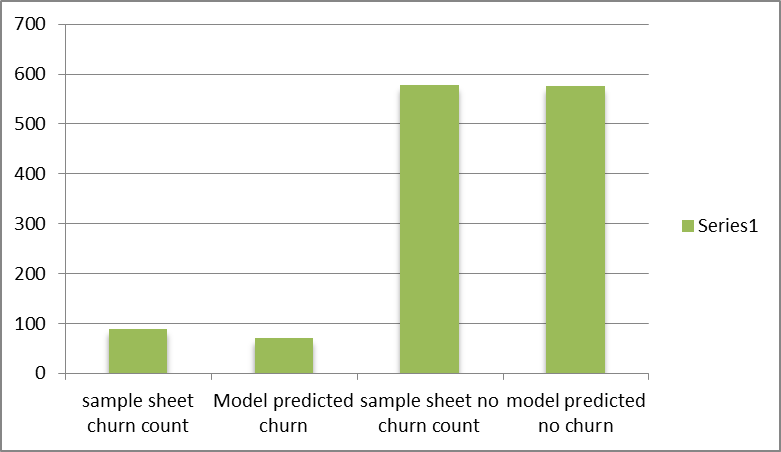 700
600
500
400
300
200
100
0
sample sheet
churn count
Model predicted
churn
sample sheet no
churn count
model predicted
no churn
Series1